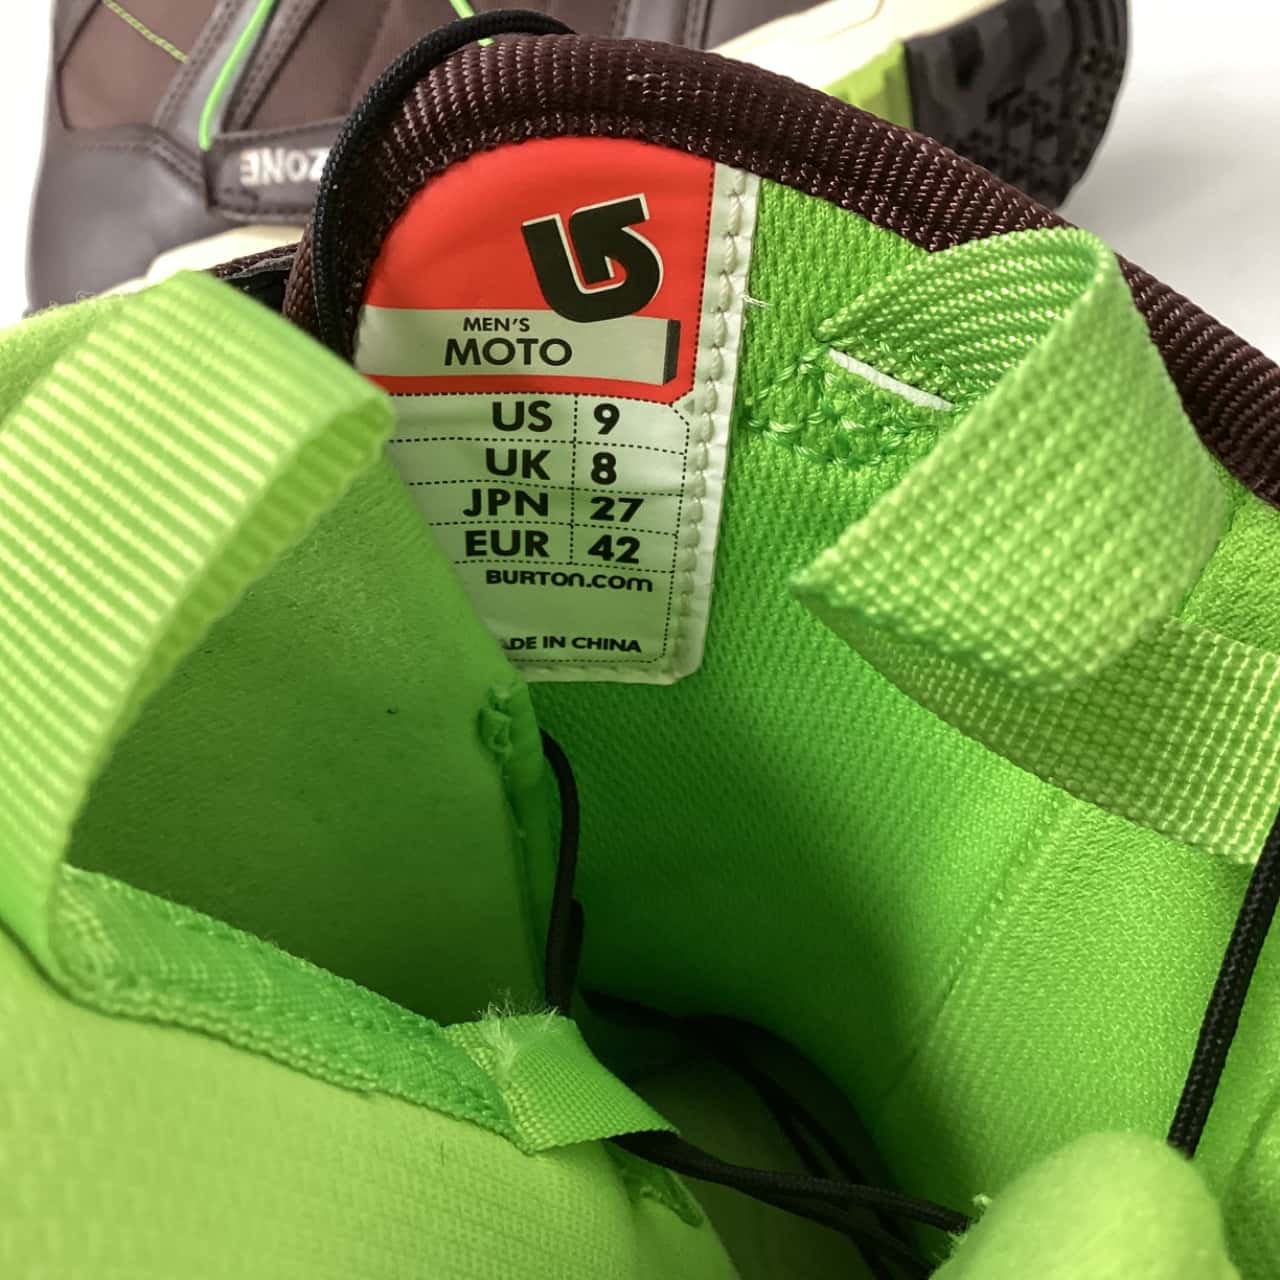 ZONE
MEN'S
MOTO
US 9
UK 8
JPN 27
EUR 42
BURTON.com
ADE IN CHINA